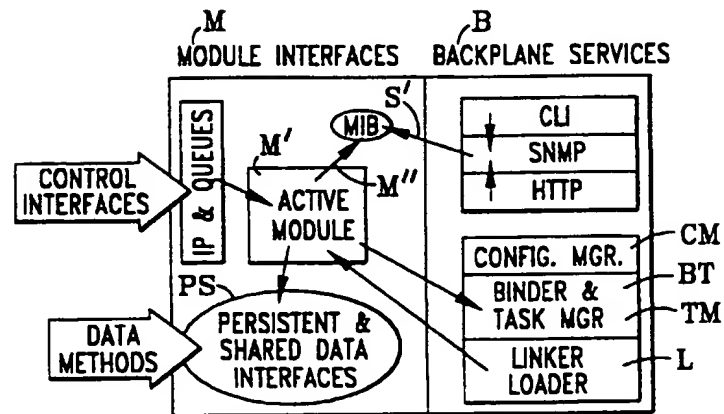 M
B
MODULE INTERFACES
BACKPLANE SERVICES
S'
MIB
CLI
SNMP
HTTP
M'
M"
CONTROL
INTERFACES
IP & QUEUES
ACTIVE
MODULE
CONFIG. MGR.
CM
BINDER &
TASK MGR
BT
TM
PS
DATA
METHODS
PERSISTENT &
SHARED DATA
INTERFACES
LINKER
LOADER
L